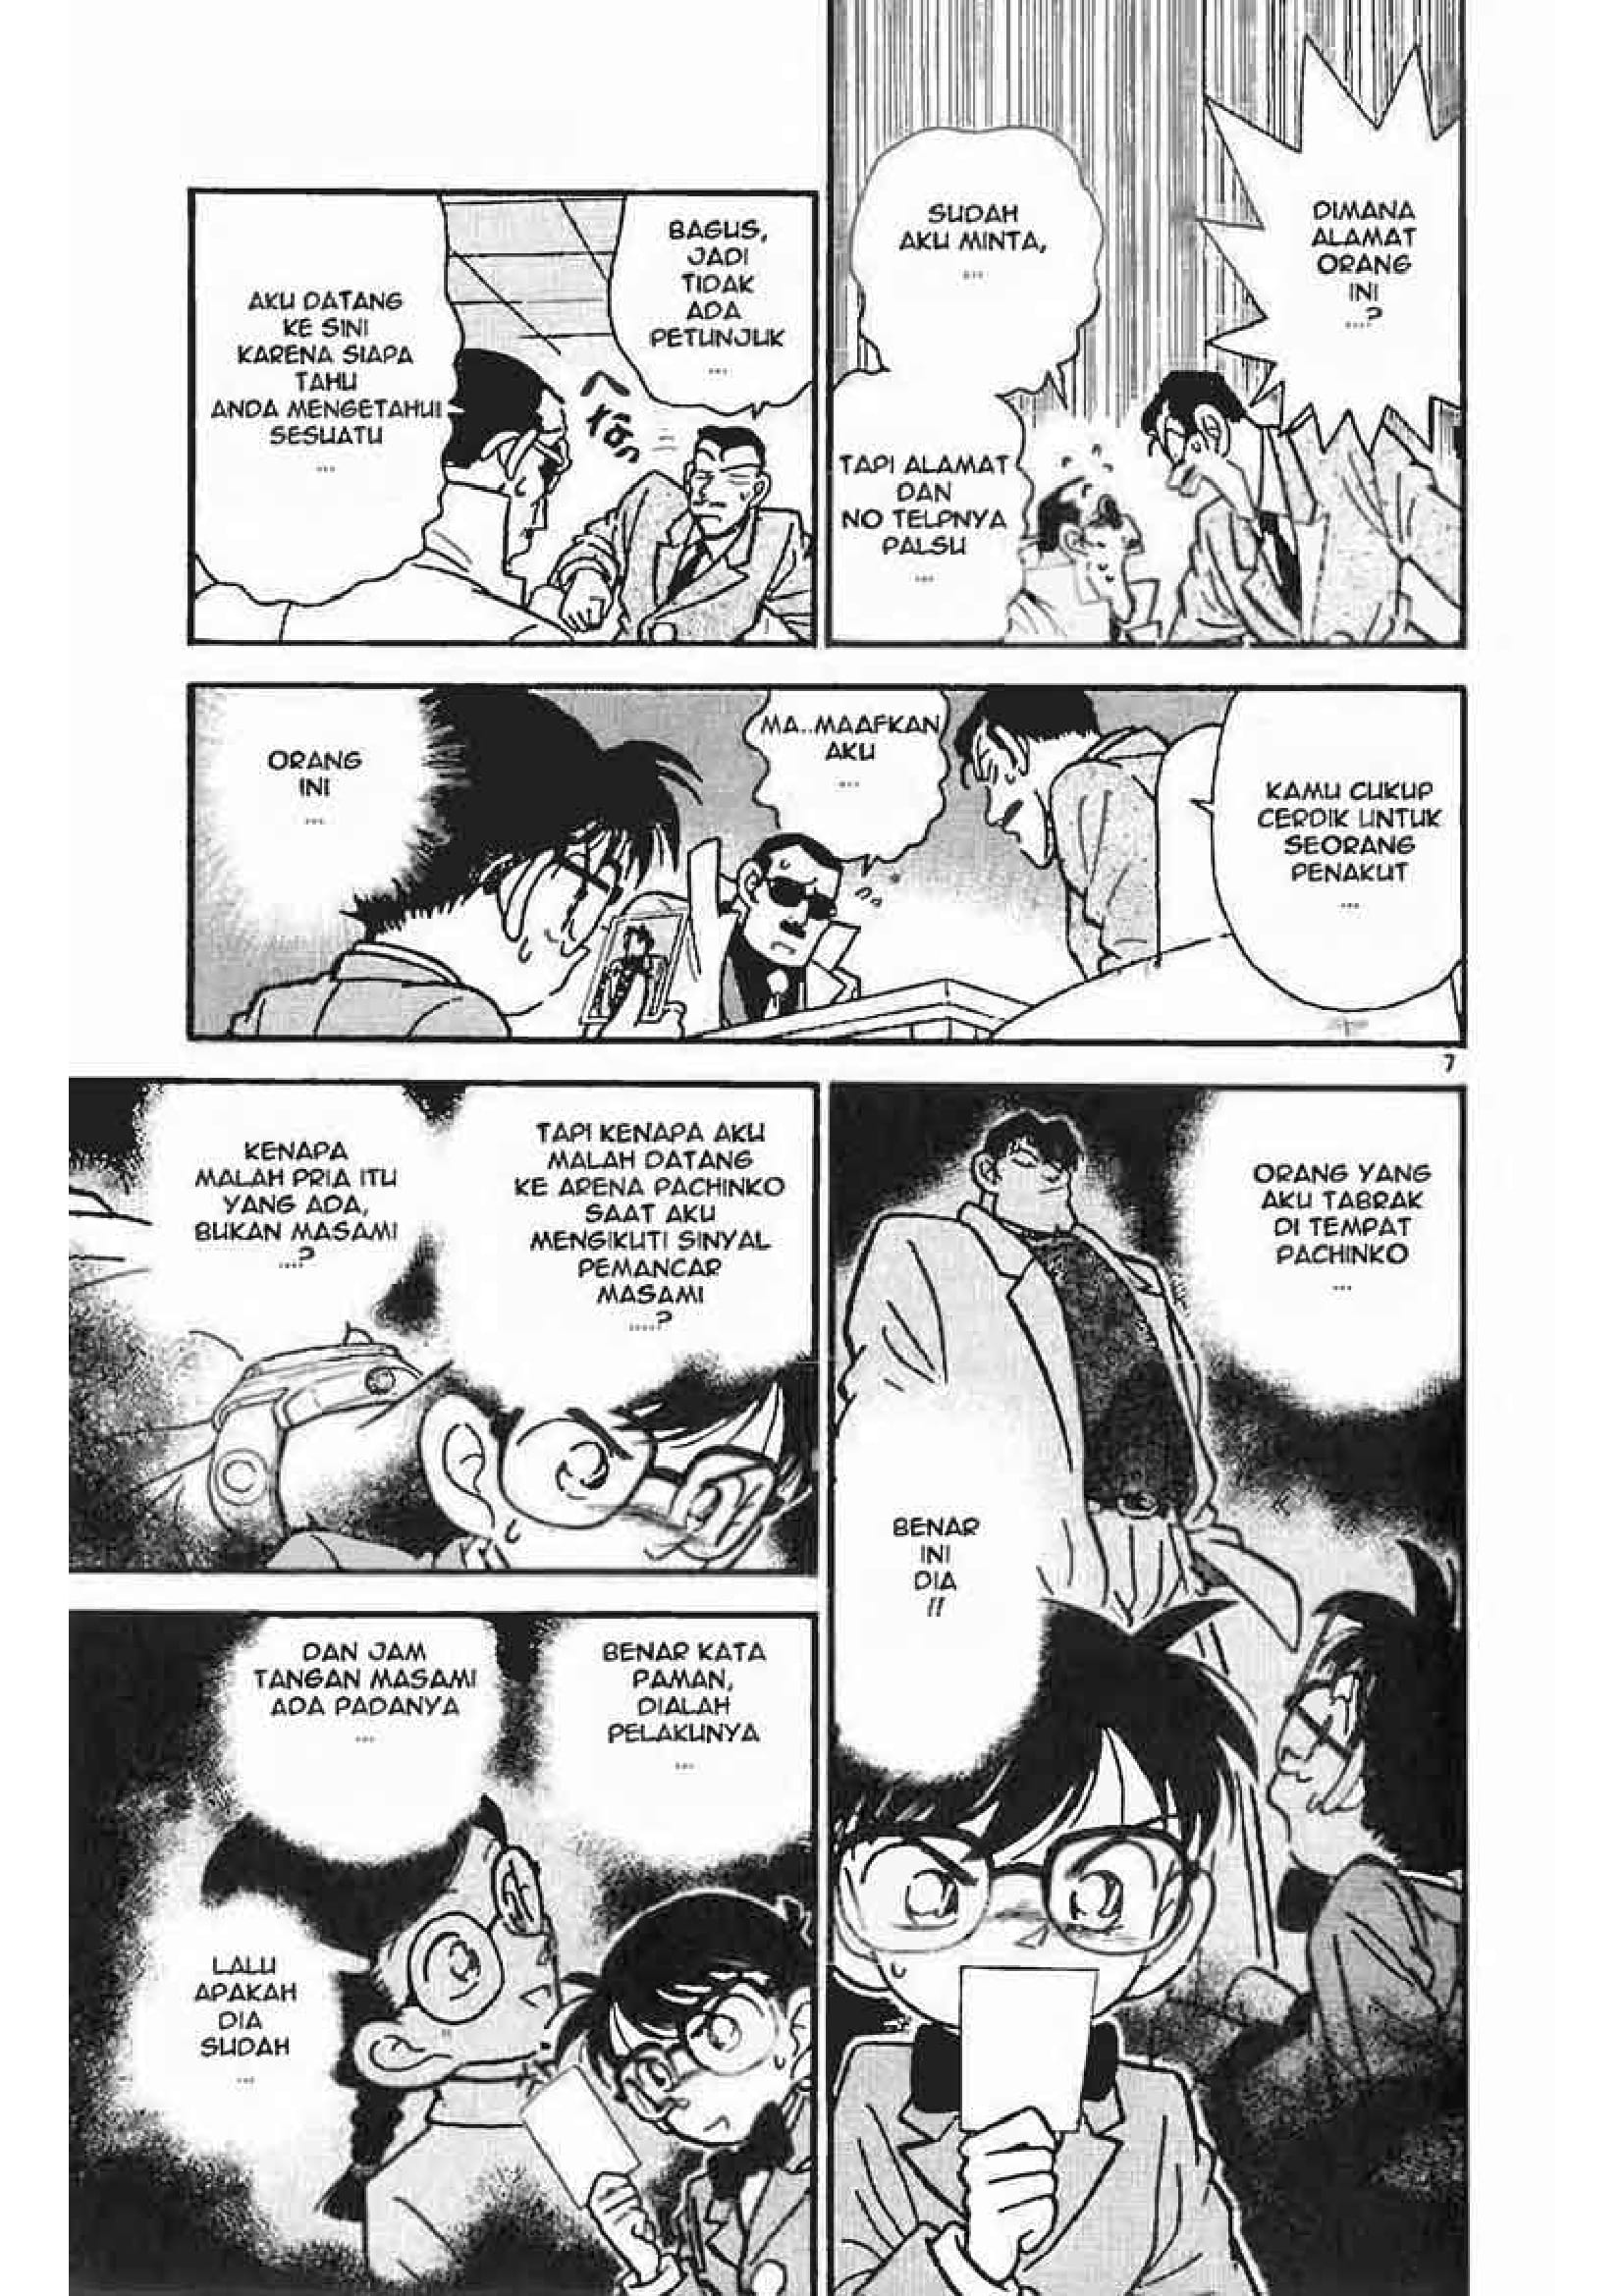 DIMANA
ALAMAT
ORANG
INI
....?
SUDAH
AKU MINTA,
...
TAPI ALAMAT
DAN
NO TELPNYA
PALSU
...
BAGUS,
JADI
TIDAK
ADA
PETUNJUK
...
AKU DATANG
KE SINI
KARENA SIAPA
TAHU
ANDA MENGETAHUI
SESUATU
...
KAMU CUKUP
CERDIK UNTUK
SEORANG
PENAKUT
...
MA..MAAFKAN
AKU
...
ORANG
INI
...
7
ORANG YANG
AKU TABRAK
DI TEMPAT
PACHINKO
...
BENAR
INI
DIA
!!
TAPI KENAPA AKU
MALAH DATANG
KE ARENA PACHINKO
SAAT AKU
MENGIKUTI SINYAL
PEMANCAR
MASAMI
.....?
KENAPA
MALAH PRIA ITU
YANG ADA,
BUKAN MASAMI
....?
BENAR KATA
PAMAN,
DIALAH
PELAKUNYA
...
DAN JAM
TANGAN MASAMI
ADA PADANYA
...
LALU
APAKAH
DIA
SUDAH
...